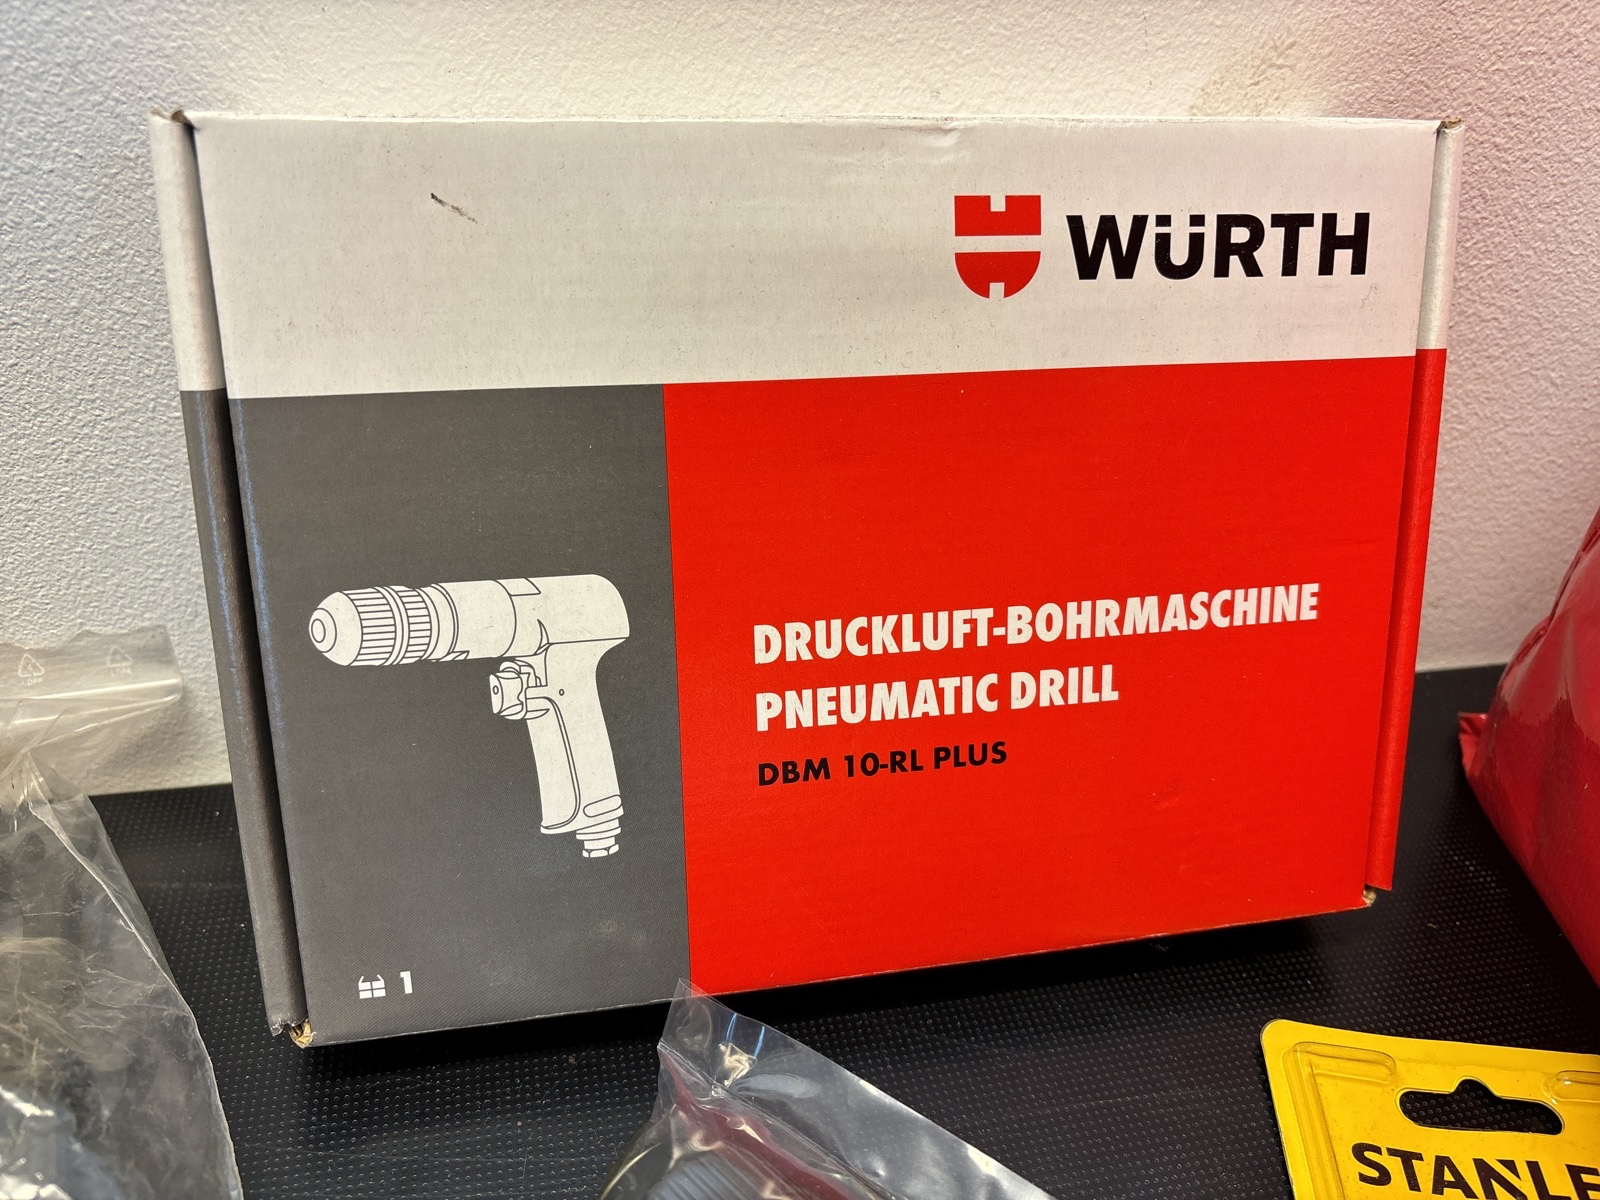 WÜRTH
DRUCKLUFT-BOHRMASCHINE
PNEUMATIC DRILL
DBM 10-RL PLUS
1
STANLE